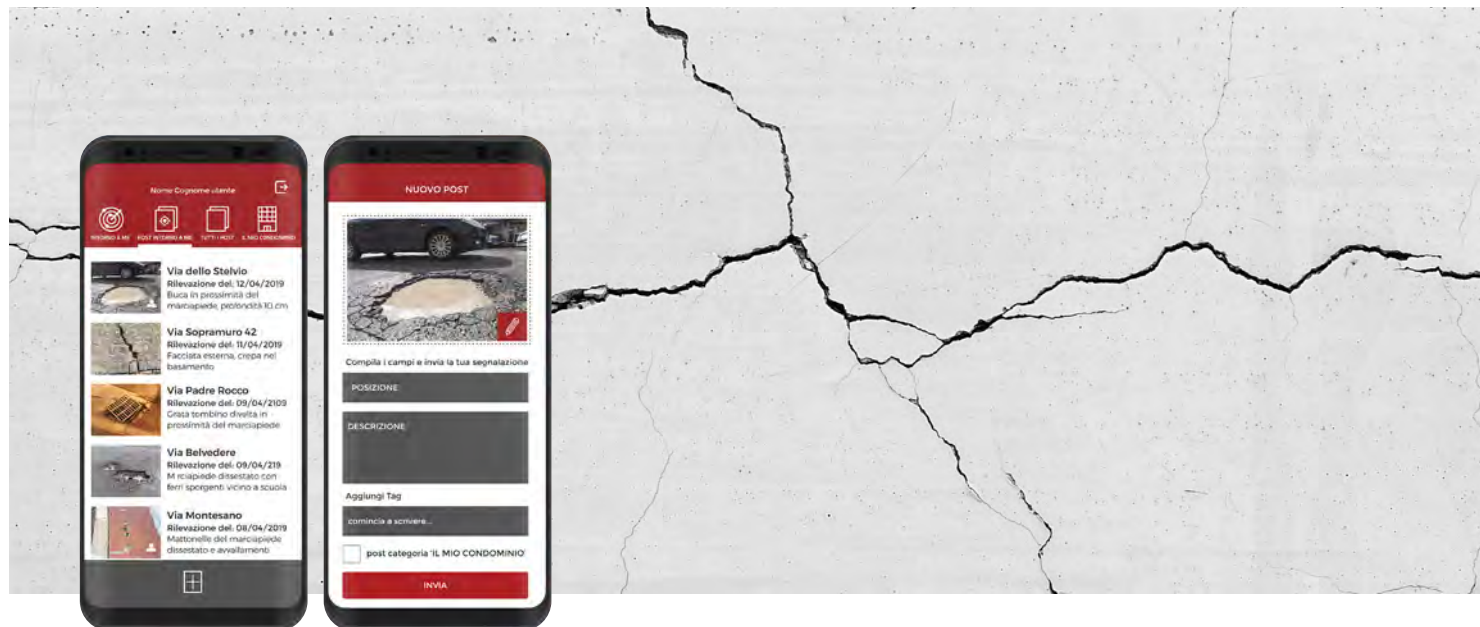 Nome Cognome utente
INTORNO A ME
POST INTORNO A ME
TUTTI I POST
IL MIO CONDOMINIO
Via dello Stelvio
Rilevazione del: 12/04/2019
Buca in prossimità del
marciapiede, profondità 10 cm
Via Sopramuro 42
Rilevazione del: 11/04/2019
Facciata esterna, crepa nel
basamento
Via Padre Rocco
Rilevazione del: 09/04/2109
Grata tombino divelta in
prossimità del marciapiede
Via Belvedere
Rilevazione del: 09/04/219
M rciapiede dissestato con
ferri sporgenti vicino a scuola
Via Montesano
Rilevazione del: 08/04/2019
Mattonelle del marciapiede
dissestato e avvallamenti
NUOVO POST
Compila i campi e invia la tua segnalazione
POSIZIONE
DESCRIZIONE
Aggiungi Tag
comincia a scrivere...
post categoria 'IL MIO CONDOMINIO'
INVIA